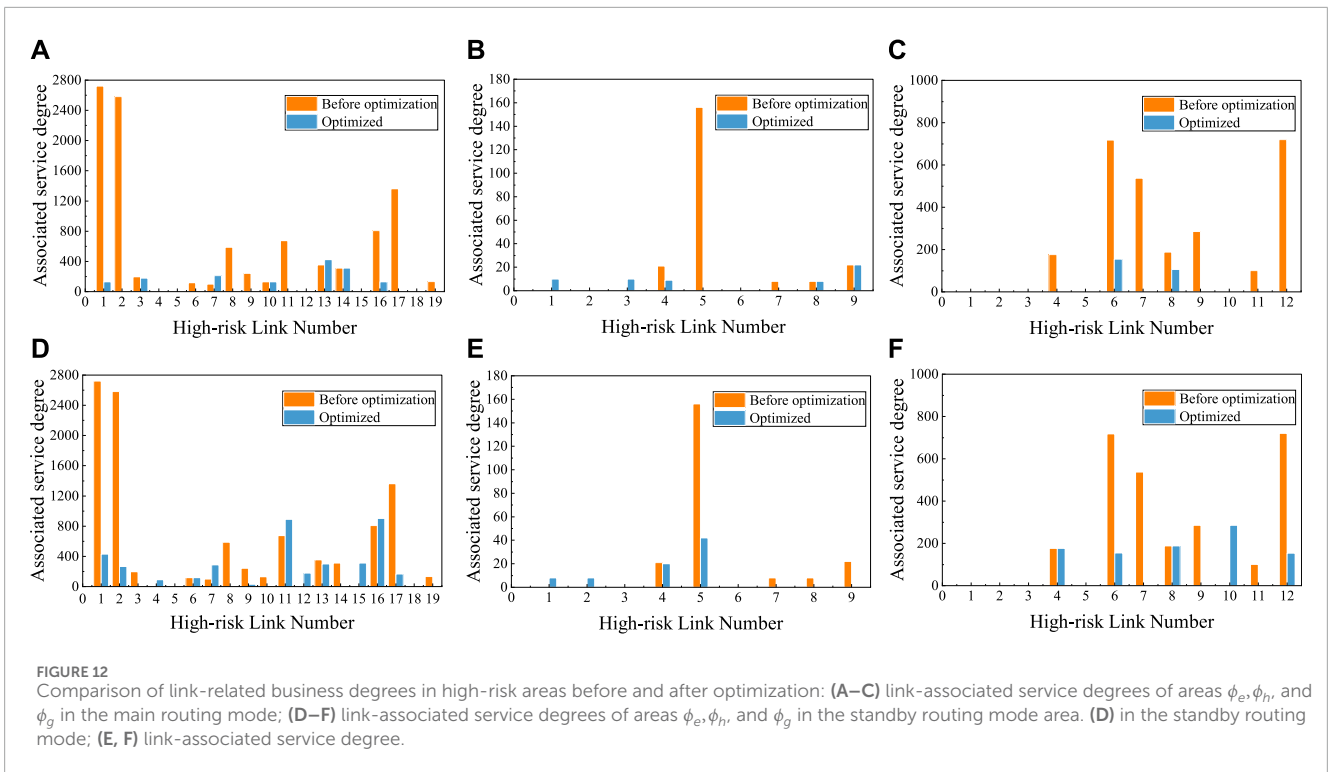 A
2800
2400
2000
1600
1200
800
400
0
Associated service degree
Before optimization
Optimized
0 1 2 3 4 5 6 7 8 9 10 11 12 13 14 15 16 17 18 19
High-risk Link Number
B
180
160
140
120
100
80
60
40
20
0
Associated service degree
Before optimization
Optimized
0 1 2 3 4 5 6 7 8 9
High-risk Link Number
C
1000
800
600
400
200
0
Associated service degree
Before optimization
Optimized
0 1 2 3 4 5 6 7 8 9 10 11 12
High-risk Link Number
D
2800
2400
2000
1600
1200
800
400
0
Associated service degree
Before optimization
Optimized
0 1 2 3 4 5 6 7 8 9 10 11 12 13 14 15 16 17 18 19
High-risk Link Number
E
180
160
140
120
100
80
60
40
20
0
Associated service degree
Before optimization
Optimized
0 1 2 3 4 5 6 7 8 9
High-risk Link Number
F
1000
800
600
400
200
0
Associated service degree
Before optimization
Optimized
0 1 2 3 4 5 6 7 8 9 10 11 12
High-risk Link Number
FIGURE 12
Comparison of link-related business degrees in high-risk areas before and after optimization: (A–C) link-associated service degrees of areas ϕe,ϕh, and
ϕg in the main routing mode; (D–F) link-associated service degrees of areas ϕe,ϕh, and ϕg in the standby routing mode area. (D) in the standby routing
mode; (E, F) link-associated service degree.